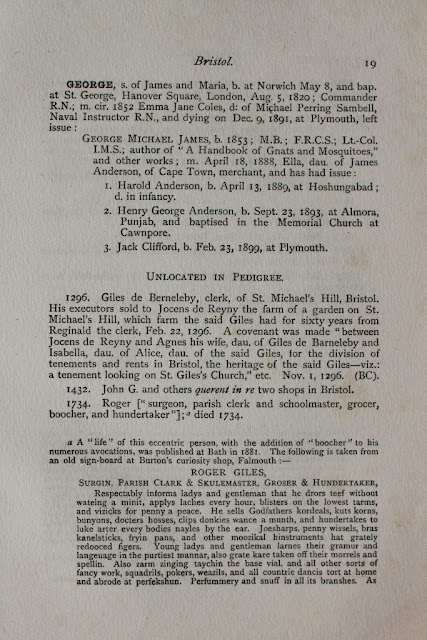 Bristol. 19
GEORGE, s. of James and Maria, b. at Norwich May 8, and bap.
at St. George, Hanover Square, London, Aug. 5, 1820; Commander
R.N.; m. cir. 1852 Emma Jane Coles, d: of Michael Perring Sambell,
Naval Instructor R.N., and dying on Dec. 9, 1891, at Plymouth, left
issue:
GEORGE MICHAEL JAMES, b. 1853; M.B.; F.R.C.S.; Lt.-Col.
I.M.S.; author of "A Handbook of Gnats and Mosquitoes,"
and other works; m. April 18, 1888, Ella, dau. of James
Anderson, of Cape Town, merchant, and has had issue:
1. Harold Anderson, b. April 13, 1889, at Hoshungabad;
d. in infancy.
2. Henry George Anderson, b. Sept. 23, 1893, at Almora,
Punjab, and baptised in the Memorial Church at
Cawnpore.
3. Jack Clifford, b. Feb. 23, 1899, at Plymouth.
UNLOCATED IN PEDIGREE.
1296. Giles de Berneleby, clerk, of St. Michael's Hill, Bristol.
His executors sold to Jocens de Reyny the farm of a garden on St.
Michael's Hill, which farm the said Giles had for sixty years from
Reginald the clerk, Feb. 22, 1296. A covenant was made "between
Jocens de Reyny and Agnes his wife, dau. of Giles de Barneleby and
Isabella, dau. of Alice, dau. of the said Giles, for the division of
tenements and rents in Bristol, the heritage of the said Giles—viz.:
a tenement looking on St. Giles's Church," etc. Nov. 1, 1296. (BC).
1432. John G. and others querent in re two shops in Bristol.
1734. Roger ["surgeon, parish clerk and schoolmaster, grocer,
boocher, and hundertaker"]; a died 1734.
a A "life" of this eccentric person, with the addition of "boocher" to his
numerous avocations, was published at Bath in 1881. The following is taken from
an old sign-board at Burton's curiosity shop, Falmouth:—
ROGER GILES,
SURGIN, PARISH CLARK & SKULEMASTER, GROSER & HUNDERTAKER,
Respectably informs ladys and gentleman that he drors teef without
wateing a minit, applys laches every hour, blisters on the lowest tarms,
and vizicks for penny a peace. He sells Godfathers kordeals, kuts korns,
bunyons, docters hosses, clips donkies wance a munth, and hundertakes to
luke arter every bodies nayles by the ear. Joesharps, penny wissels, bras
kanelsticks, fryin pans, and other moozikal hinstruments hat grately
redooced figers. Young ladys and gentleman larnes their gramur and
langeuage in the purtiest mannar, also grate kare taken off their morrels and
spellin. Also zarm zinging taychin the base vial, and all other sorts of
fancy work, squadrils, pokers, weazils, and all countrie dancis tort at home
and abrode at perfekshun. Perfummery and snuff in all its branshes. As